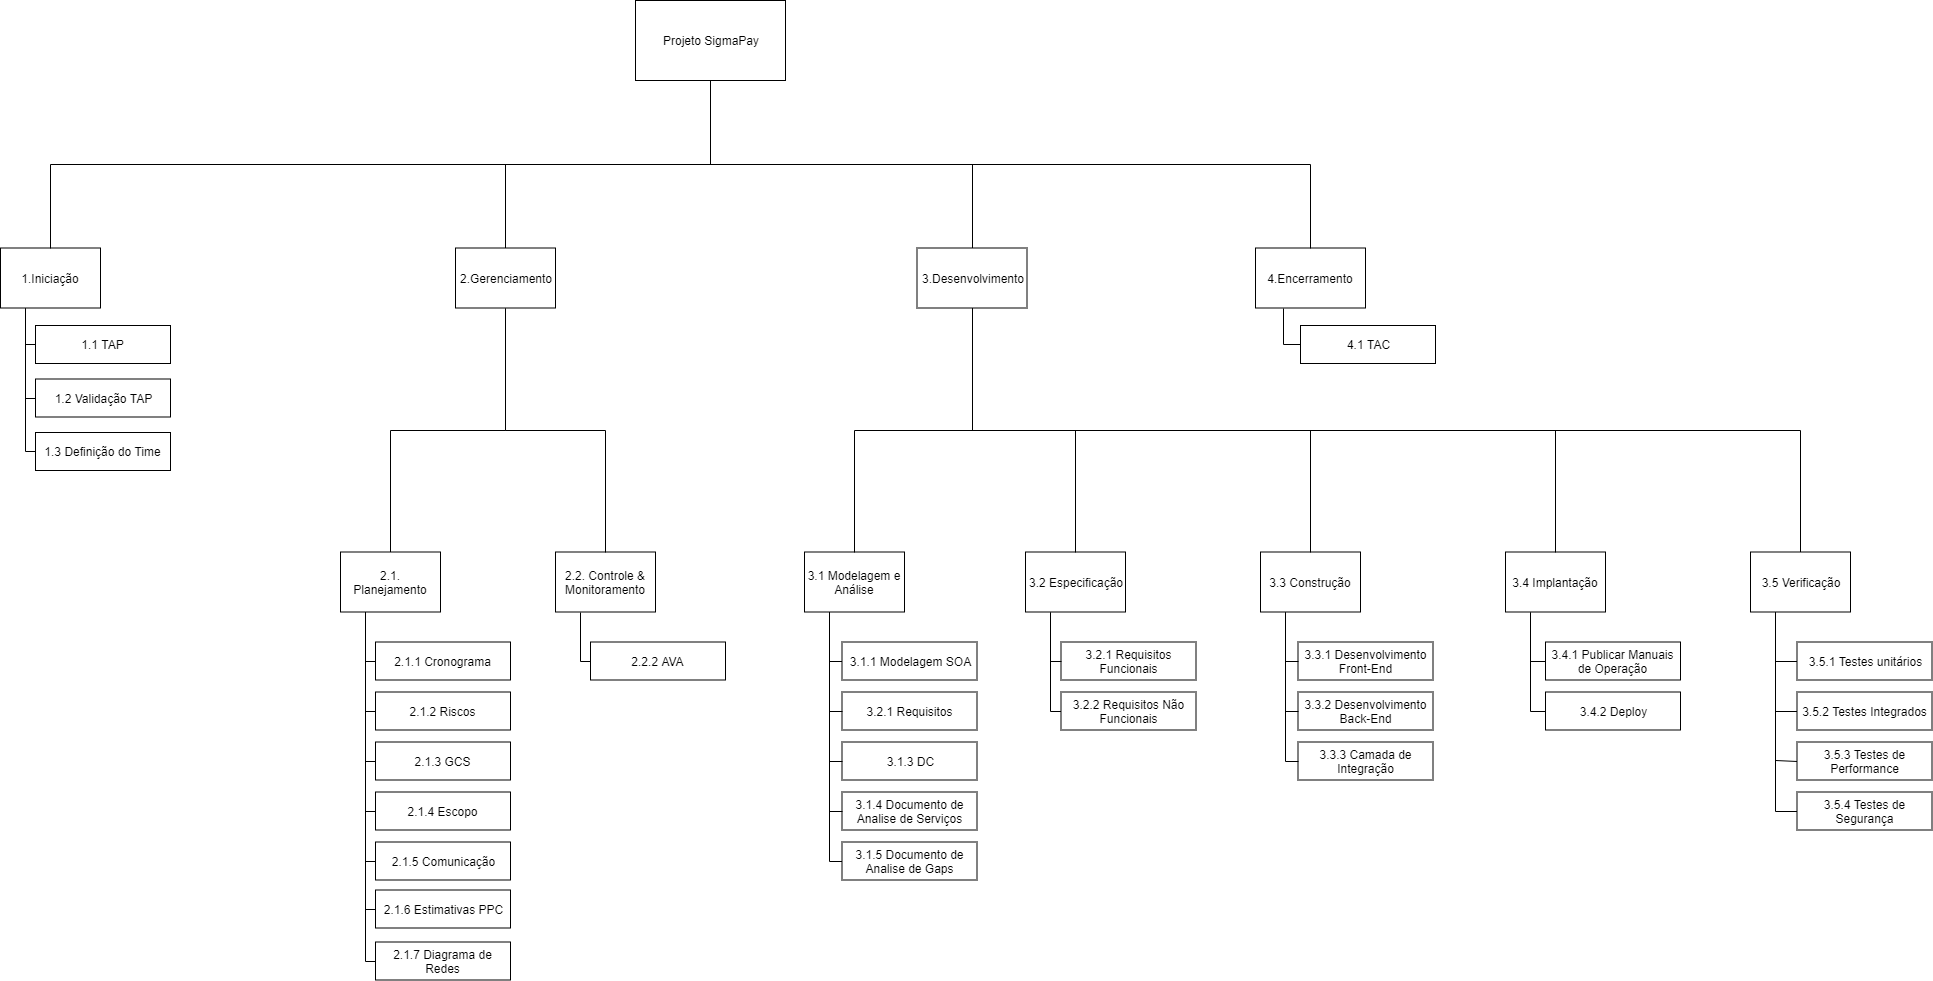 Projeto SigmaPay
1.Iniciação
2.Gerenciamento
3.Desenvolvimento
4.Encerramento
1.1 TAP
1.2 Validação TAP
1.3 Definição do Time
4.1 TAC
2.1.
Planejamento
2.2. Controle &
Monitoramento
3.1 Modelagem e
Análise
3.2 Especificação
3.3 Construção
3.4 Implantação
3.5 Verificação
2.1.1 Cronograma
2.1.2 Riscos
2.1.3 GCS
2.1.4 Escopo
2.1.5 Comunicação
2.1.6 Estimativas PPC
2.1.7 Diagrama de
Redes
2.2.2 AVA
3.1.1 Modelagem SOA
3.2.1 Requisitos
3.1.3 DC
3.1.4 Documento de
Analise de Serviços
3.1.5 Documento de
Analise de Gaps
3.2.1 Requisitos
Funcionais
3.2.2 Requisitos Não
Funcionais
3.3.1 Desenvolvimento
Front-End
3.3.2 Desenvolvimento
Back-End
3.3.3 Camada de
Integração
3.4.1 Publicar Manuais
de Operação
3.4.2 Deploy
3.5.1 Testes unitários
3.5.2 Testes Integrados
3.5.3 Testes de
Performance
3.5.4 Testes de
Segurança